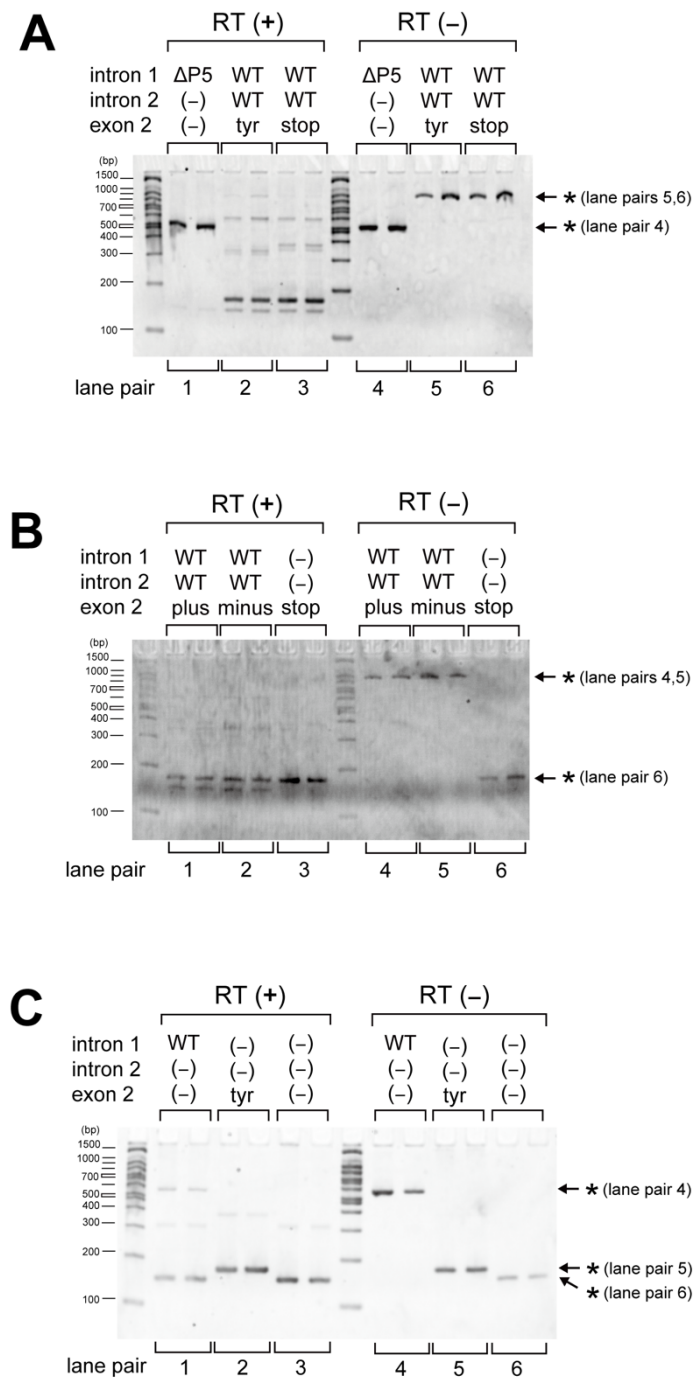 A
RT (+) RT (−)
intron 1 ΔP5 WT WT ΔP5 WT WT
intron 2 (−) WT WT (−) WT WT
exon 2 (−) tyr stop (−) tyr stop
(bp)
1500
1000
700
500
400
300
200
100
* (lane pairs 5,6)
* (lane pair 4)
lane pair 1 2 3 4 5 6
B
RT (+) RT (−)
intron 1 WT WT (−) WT WT (−)
intron 2 WT WT (−) WT WT (−)
exon 2 plus minus stop plus minus stop
(bp)
1500
1000
700
500
400
300
200
100
* (lane pairs 4,5)
* (lane pair 6)
lane pair 1 2 3 4 5 6
C
RT (+) RT (−)
intron 1 WT (−) (−) WT (−) (−)
intron 2 (−) (−) (−) (−) (−) (−)
exon 2 (−) tyr (−) (−) tyr (−)
(bp)
1500
1000
700
500
400
300
200
100
* (lane pair 4)
* (lane pair 5)
* (lane pair 6)
lane pair 1 2 3 4 5 6